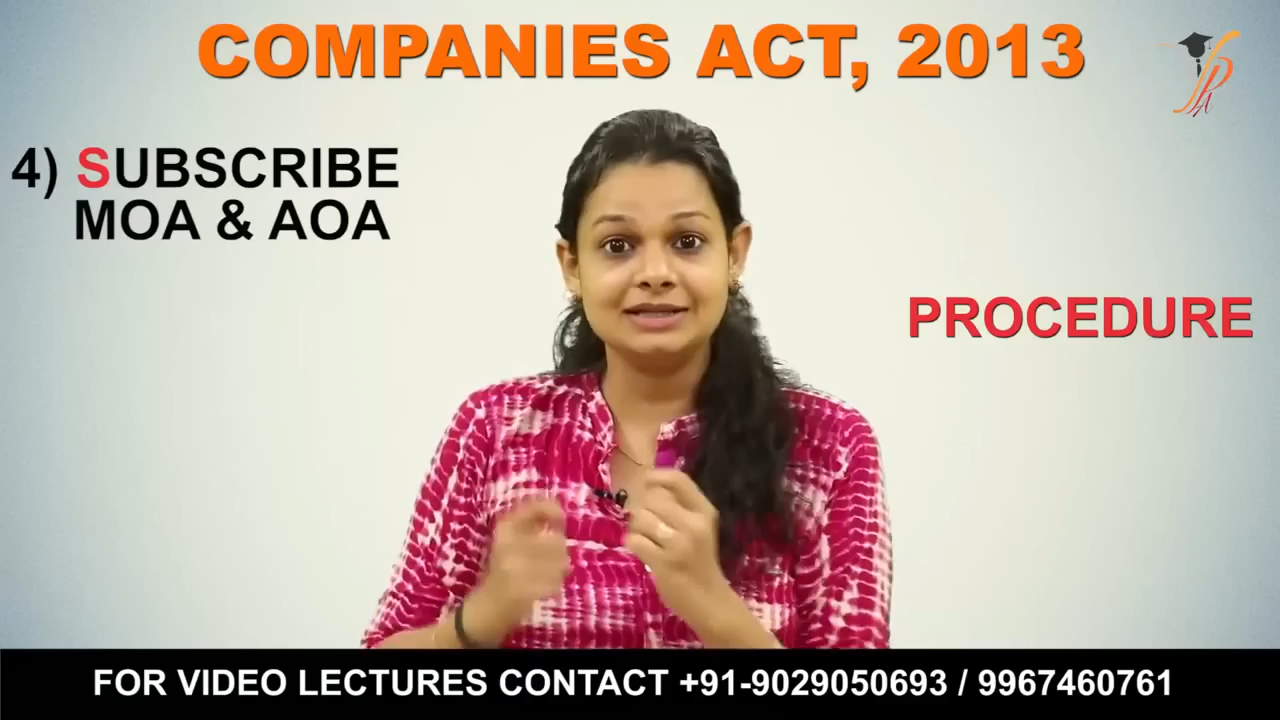 COMPANIES ACT, 2013
4) SUBSCRIBE
MOA & AOA
PROCEDURE
FOR VIDEO LECTURES CONTACT +91-9029050693 / 9967460761